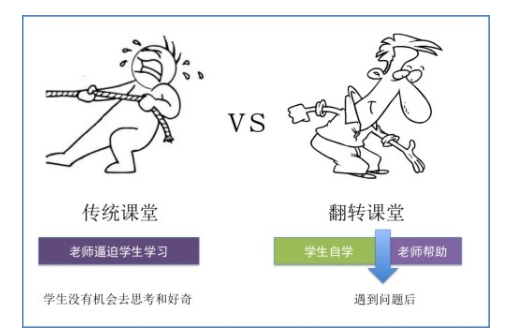 VS
传统课堂
翻转课堂
老师逼迫学生学习
学生自学
老师帮助
学生没有机会去思考和好奇
遇到问题后